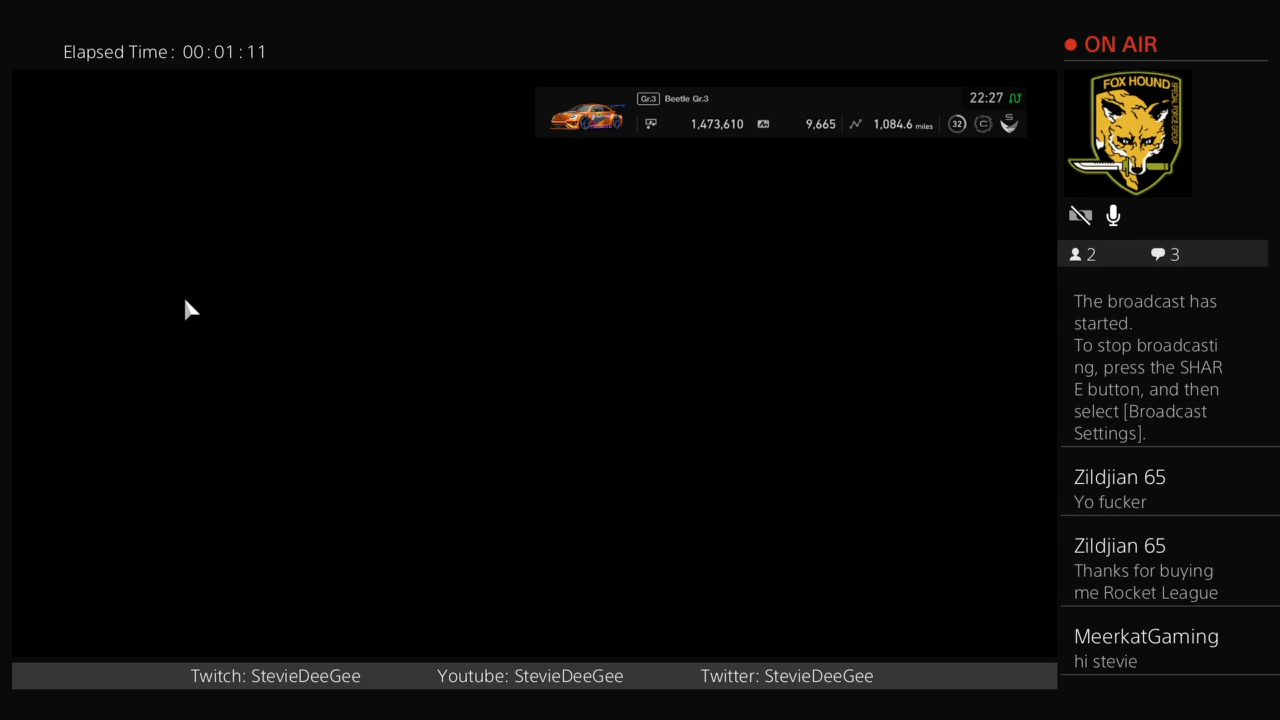 Elapsed Time: 00:01:11
ON AIR
Gr.3 Beetle Gr.3 22:27
1,473,610 9,665 1,084.6 miles 32 C S
FOX HOUND
SPECIAL FORCE GROUP
2 3
The broadcast has
started.
To stop broadcasti
ng, press the SHAR
E button, and then
select [Broadcast
Settings].
Zildjian 65
Yo fucker
Zildjian 65
Thanks for buying
me Rocket League
MeerkatGaming
hi stevie
Twitch: StevieDeeGee Youtube: StevieDeeGee Twitter: StevieDeeGee